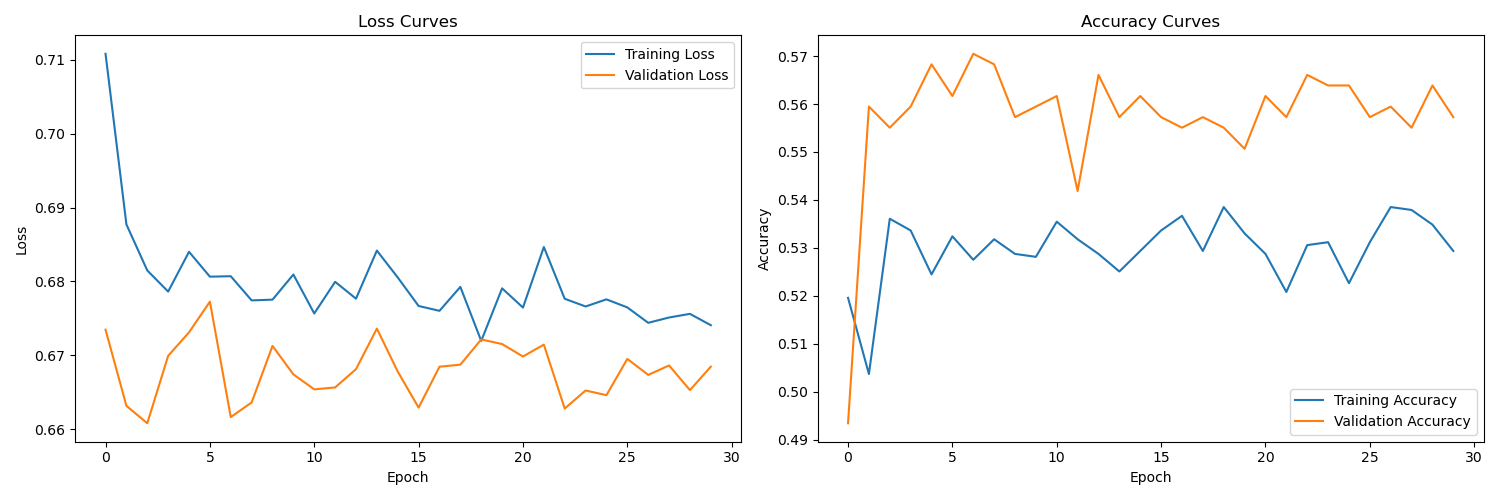 Loss Curves
Training Loss
Validation Loss
0.71
0.70
0.69
0.68
0.67
0.66
Loss
0 5 10 15 20 25 30
Epoch
Accuracy Curves
0.57
0.56
0.55
0.54
0.53
0.52
0.51
0.50
0.49
Accuracy
Training Accuracy
Validation Accuracy
0 5 10 15 20 25 30
Epoch